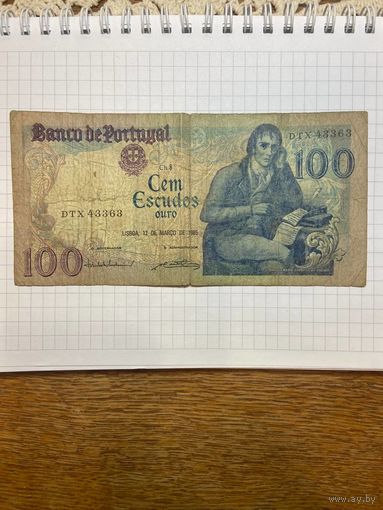 Banco de Portugal
Ch. 8
DTX 43363
100
Cem
Escudos
ouro
DTX 43363
LISBOA, 12 DE MARÇO DE 1985
O ADMINISTRADOR
100
www.ay.by